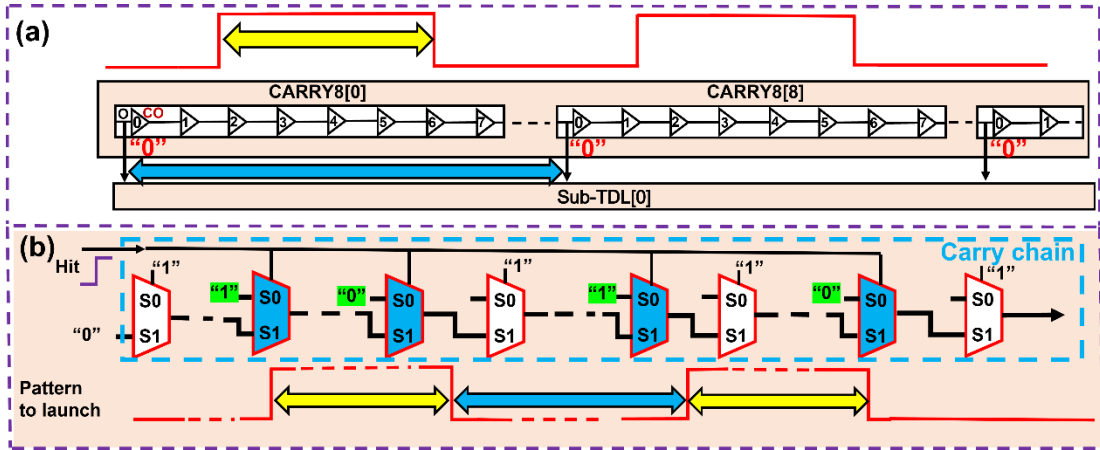 (a)
CARRY8[0] CARRY8[8]
O CO 0 1 2 3 4 5 6 7 0 1 2 3 4 5 6 7 0 1
“0” “0” “0”
Sub-TDL[0]
(b)
Carry chain
Hit
“1” “1” “1” “1”
“1” S0 “0” S0 S0 “1” S0 S0 “0” S0 S0
S0
“0” S1 S1 S1 S1 S1 S1 S1 S1
Pattern
to launch